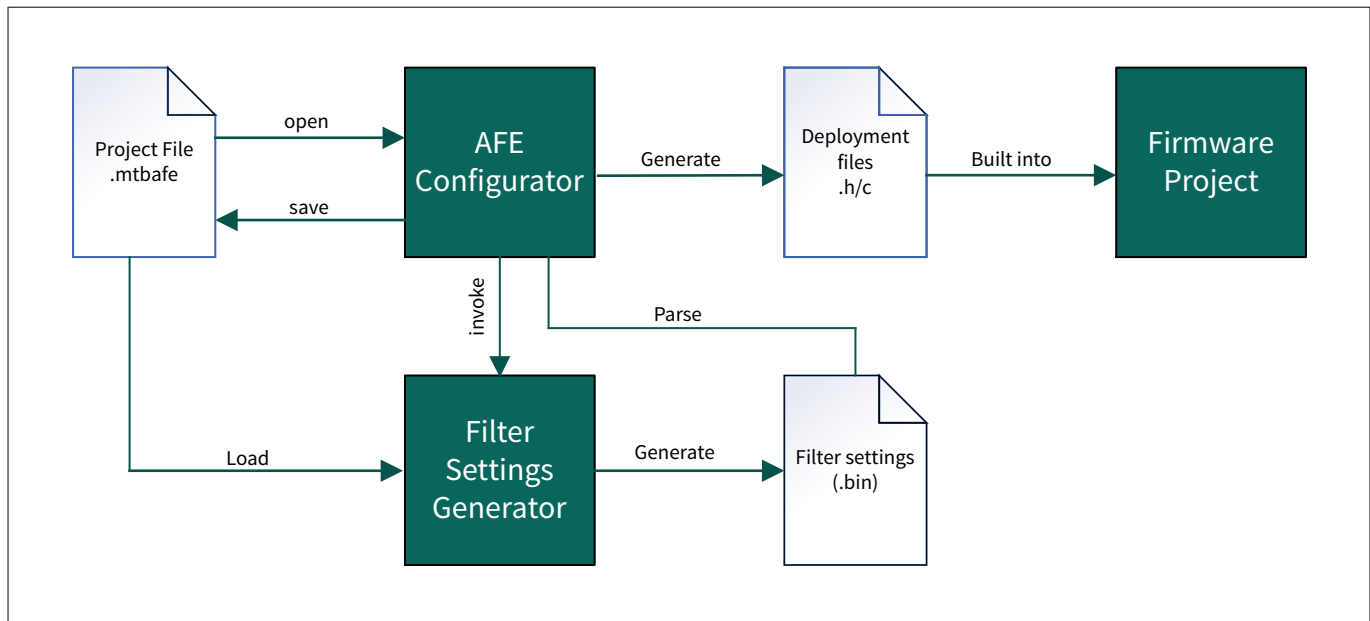 Project File
.mtbafe
open
save
AFE
Configurator
Generate
Deployment
files
.h/c
Built into
Firmware
Project
invoke
Parse
Load
Filter
Settings
Generator
Generate
Filter settings
(.bin)